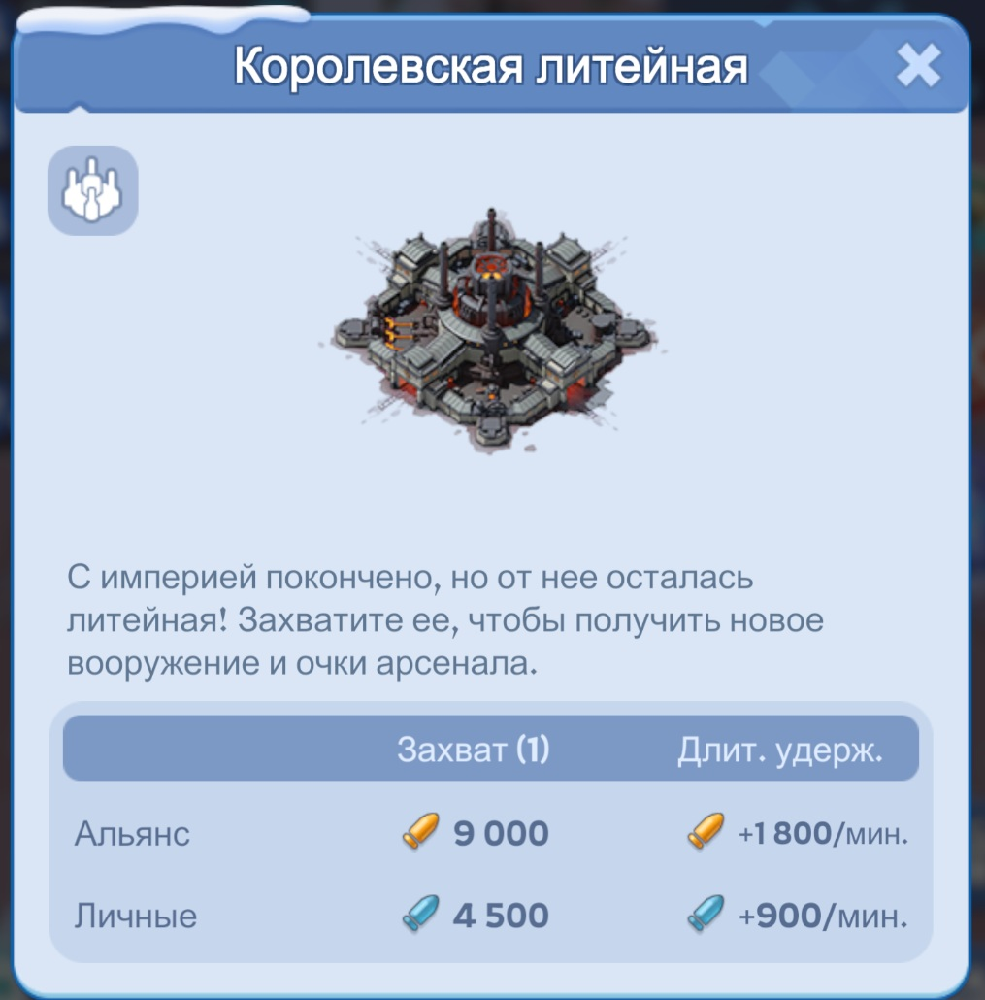 Королевская литейная
С империей покончено, но от нее осталась
литейная! Захватите ее, чтобы получить новое
вооружение и очки арсенала.
Захват (1) Длит. удерж.
Альянс 9 000 +1 800/мин.
Личные 4 500 +900/мин.